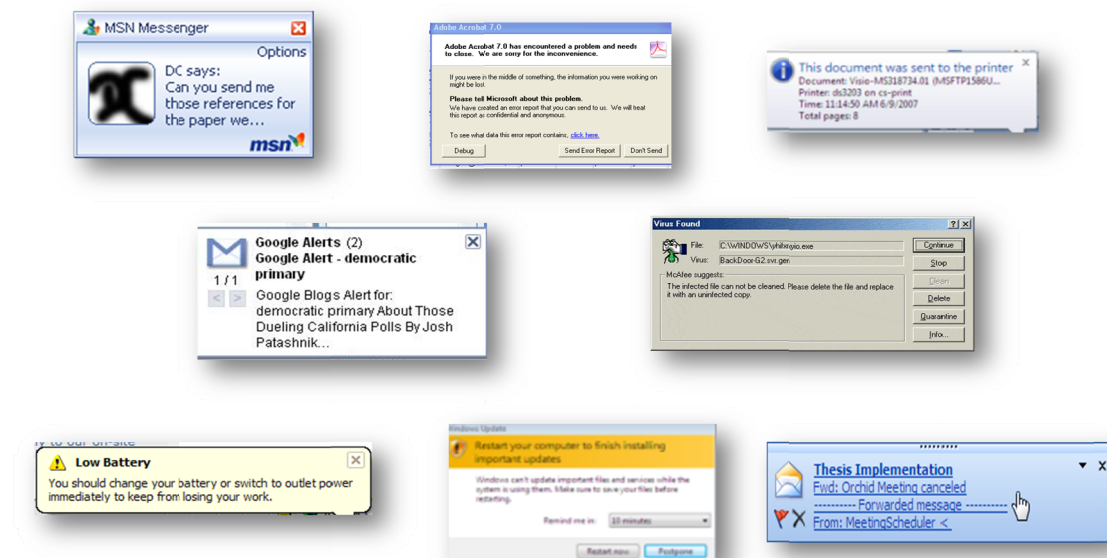 MSN Messenger
Options
DC says:
Can you send me
those references for
the paper we...
msn
Adobe Acrobat 7.0
Adobe Acrobat 7.0 has encountered a problem and needs
to close. We are sorry for the inconvenience.
If you were in the middle of something, the information you were working on
might be lost.
Please tell Microsoft about this problem.
We have created an error report that you can send to us. We will treat
this report as confidential and anonymous.
To see what data this error report contains, click here.
Debug
Send Error Report
Don't Send
This document was sent to the printer
Document: Visio-MS318734.01 (MSFTP1586U...
Printer: ds3203 on cs-print
Time: 11:14:50 AM 6/9/2007
Total pages: 8
Google Alerts (2)
Google Alert - democratic
primary
1 / 1
< >
Google Blogs Alert for:
democratic primary About Those
Dueling California Polls By Josh
Patashnik...
Virus Found
File:
Virus: BackDoor-G2.svr.gen
McAfee suggests:
The infected file can not be cleaned. Please delete the file and replace
it with an uninfected copy.
Continue
Stop
Clean
Delete
Quarantine
Info...
ry to our on-site
Low Battery
You should change your battery or switch to outlet power
immediately to keep from losing your work.
Windows Update
Restart your computer to finish installing
important updates
Windows can't update important files and services while the
system is using them. Make sure to save your files before
restarting.
Remind me in: 10 minutes
Restart now
Postpone
Thesis Implementation
Fwd: Orchid Meeting canceled
---------- Forwarded message ----------
From: MeetingScheduler <